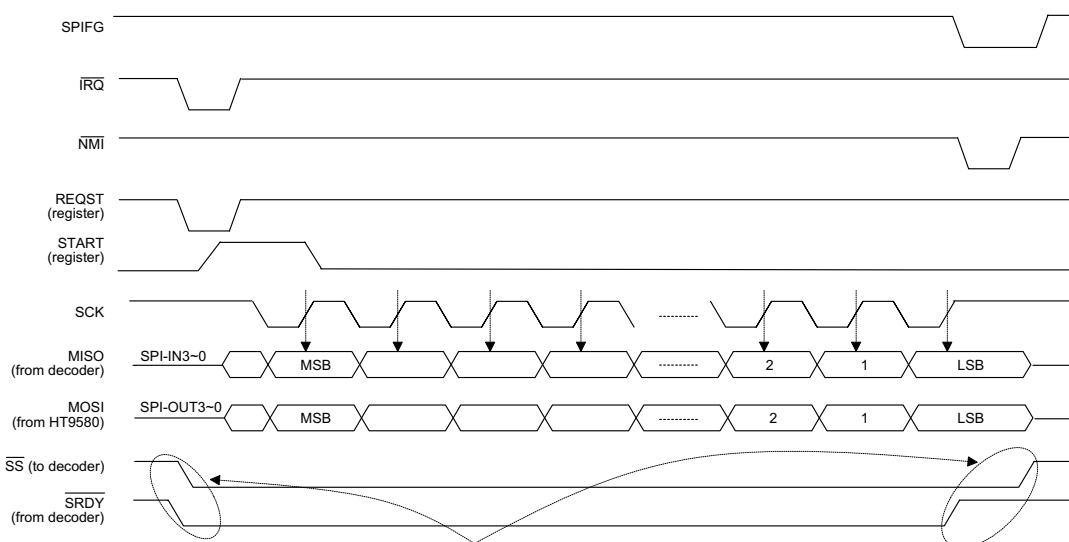 SPIFG
IRQ
NMI
REQST
(register)
START
(register)
SCK
MISO
(from decoder)
SPI-IN3~0
MSB
2
1
LSB
MOSI
(from HT9580)
SPI-OUT3~0
MSB
2
1
LSB
SS (to decoder)
SRDY
(from decoder)